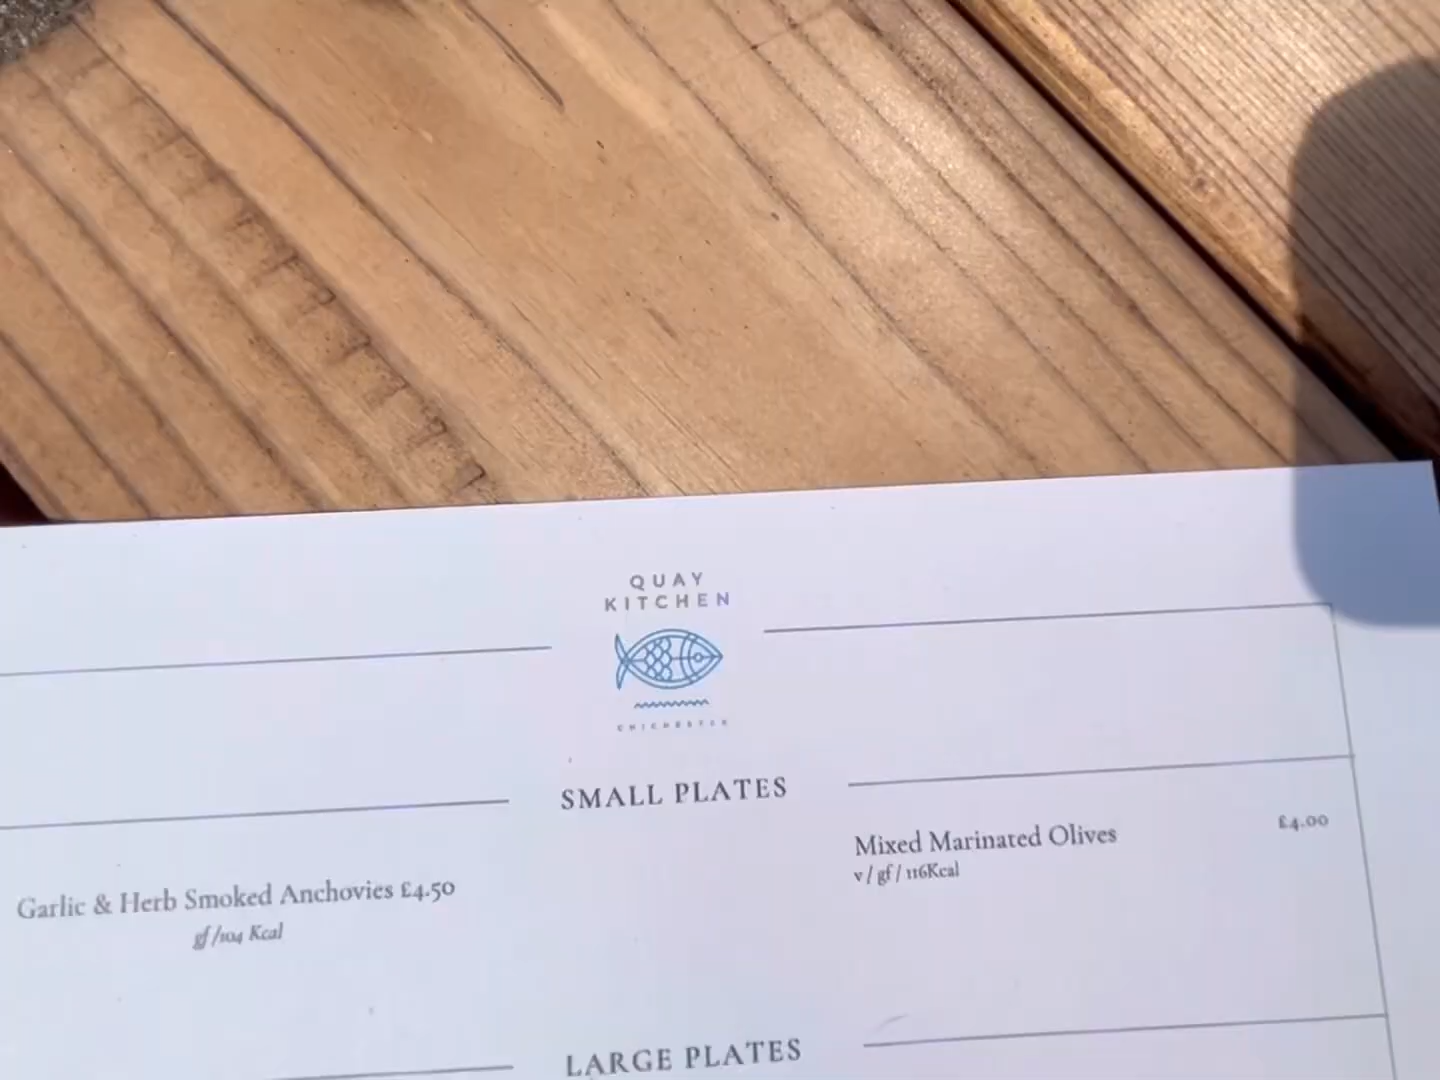 QUAY
KITCHEN
CHICHESTER
SMALL PLATES
Garlic & Herb Smoked Anchovies £4.50
gf /104 Kcal
Mixed Marinated Olives £4.00
v / gf / 116Kcal
LARGE PLATES